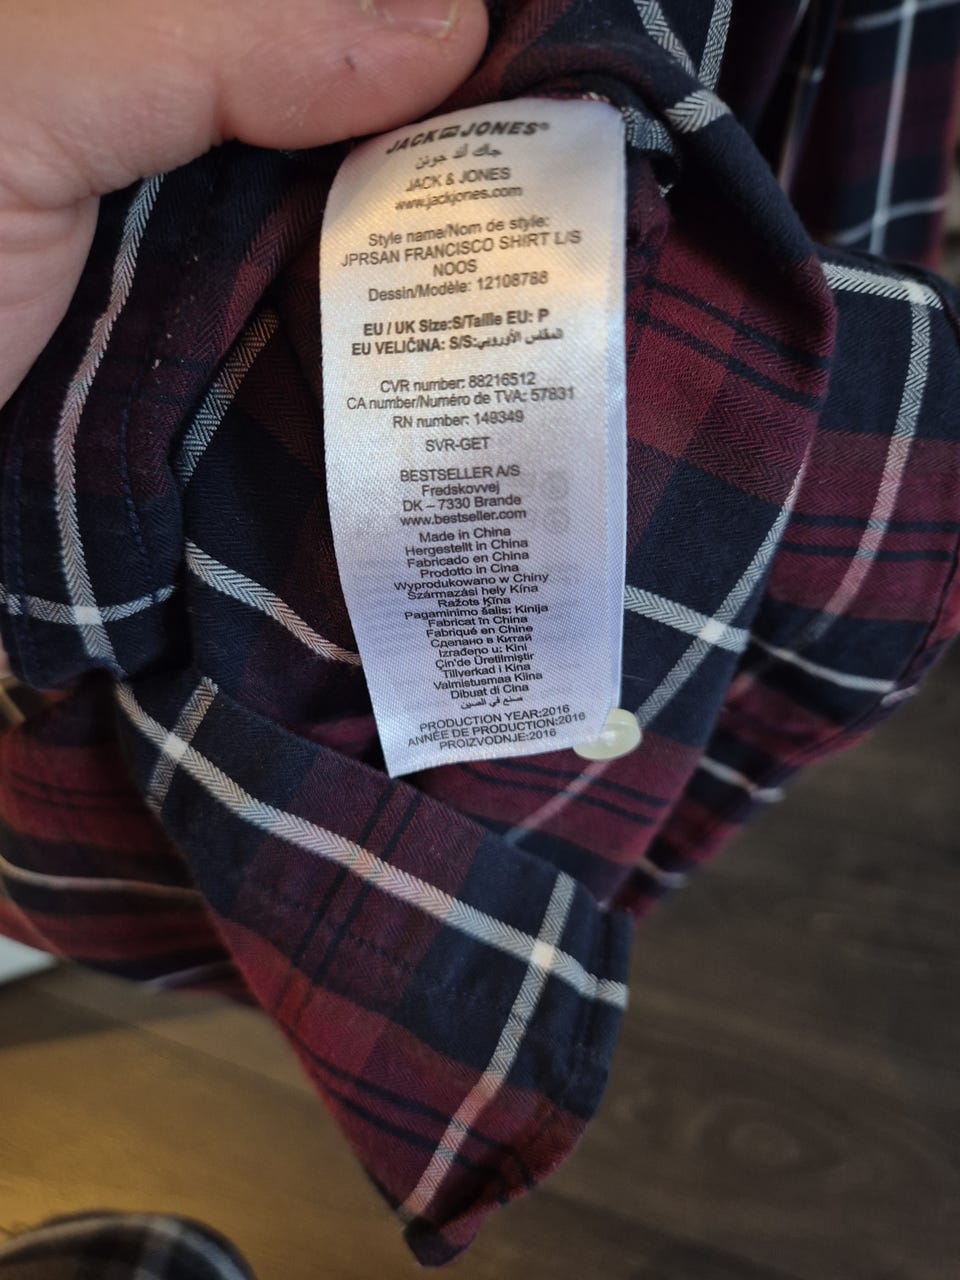 JACK & JONES®
جاك أند جونز
JACK & JONES
www.jackjones.com
Style name/Nom de style:
JPRSAN FRANCISCO SHIRT L/S
NOOS
Dessin/Modèle: 12108788
EU / UK Size:S/Taille EU: P
EU VELIČINA: S/S:المقاس الأوروبي
CVR number: 88216512
CA number/Numéro de TVA: 57831
RN number: 149349
SVR-GET
BESTSELLER A/S
Fredskovvej
DK – 7330 Brande
www.bestseller.com
Made in China
Hergestellt in China
Fabricado en China
Prodotto in Cina
Wyprodukowano w Chiny
Származási hely Kína
Ražots Ķīna
Pagaminimo šalis: Kinija
Fabricat în China
Fabriqué en Chine
Сделано в Китай
Izrađeno u: Kini
Çin'de Üretilmiştir
Tillverkad i Kina
Valmistusmaa Kiina
Dibuat di Cina
صنع في الصين
PRODUCTION YEAR:2016
ANNÉE DE PRODUCTION:2016
PROIZVODNJE:2016